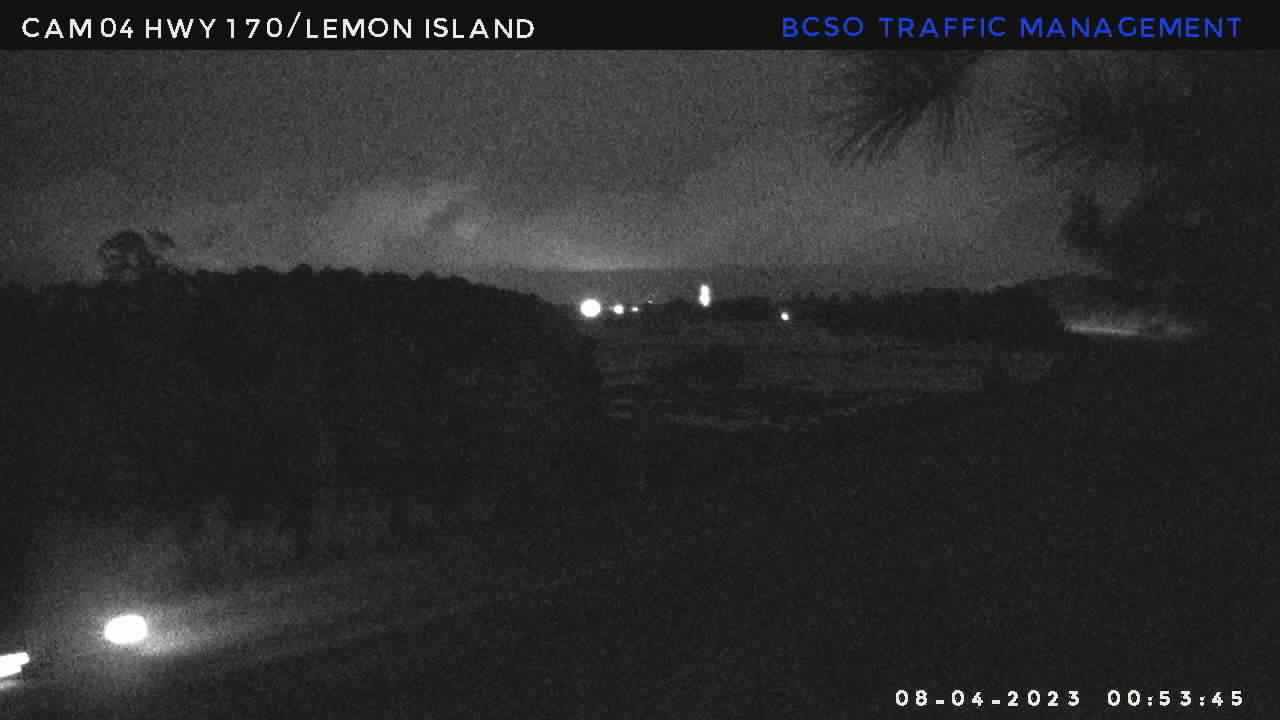 CAM04 HWY 170/LEMON ISLAND
BCSO TRAFFIC MANAGEMENT
08-04-2023 00:53:45